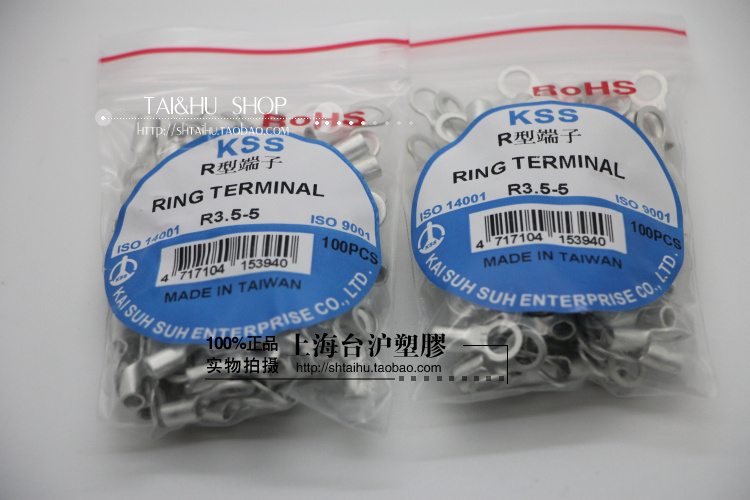 TAI&HU SHOP
HTTP://SHTAIHU.TAOBAO.COM/
RoHS
KSS
R型端子
RING TERMINAL
R3.5-5
ISO 14001
ISO 9001
100PCS
4 717104 153940
MADE IN TAIWAN
KAI SUH SUH ENTERPRISE CO., LTD.
RoHS
KSS
R型端子
RING TERMINAL
R3.5-5
ISO 14001
ISO 9001
100PCS
4 717104 153940
MADE IN TAIWAN
KAI SUH SUH ENTERPRISE CO., LTD.
100%正品
实物拍摄
上海台沪塑膠
http://shtaihu.taobao.com